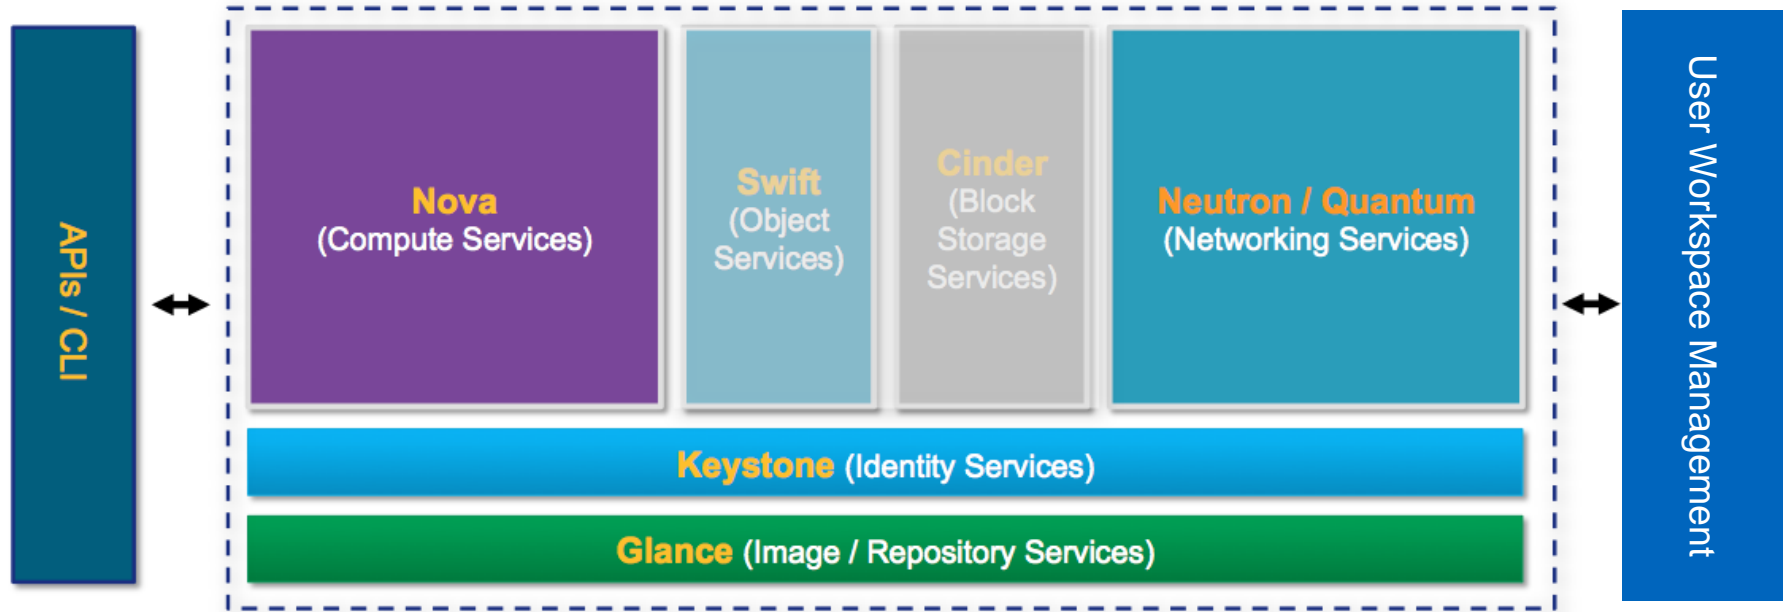 APIs / CLI
Nova
(Compute Services)
Swift
(Object
Services)
Cinder
(Block
Storage
Services)
Neutron / Quantum
(Networking Services)
Keystone (Identity Services)
Glance (Image / Repository Services)
User Workspace Management